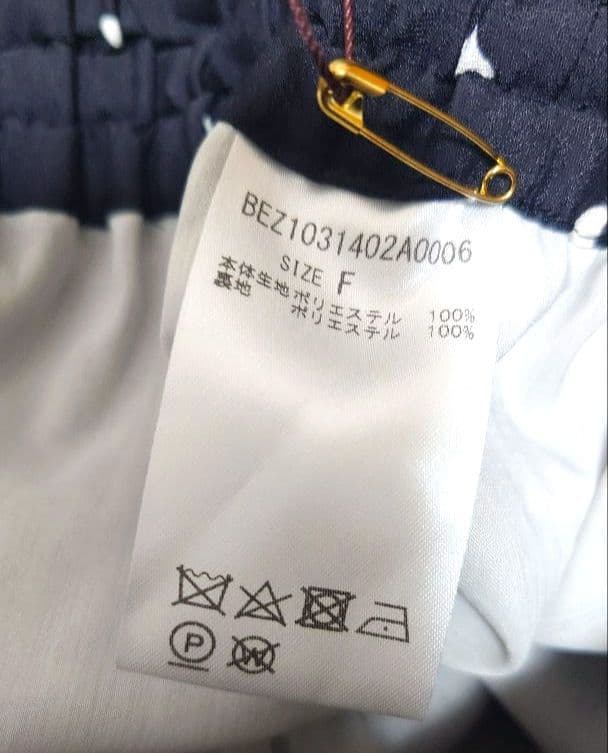 BEZ1031402A0006
SIZE F
本体生地 ポリエステル 100%
裏地 ポリエステル 100%
P
W